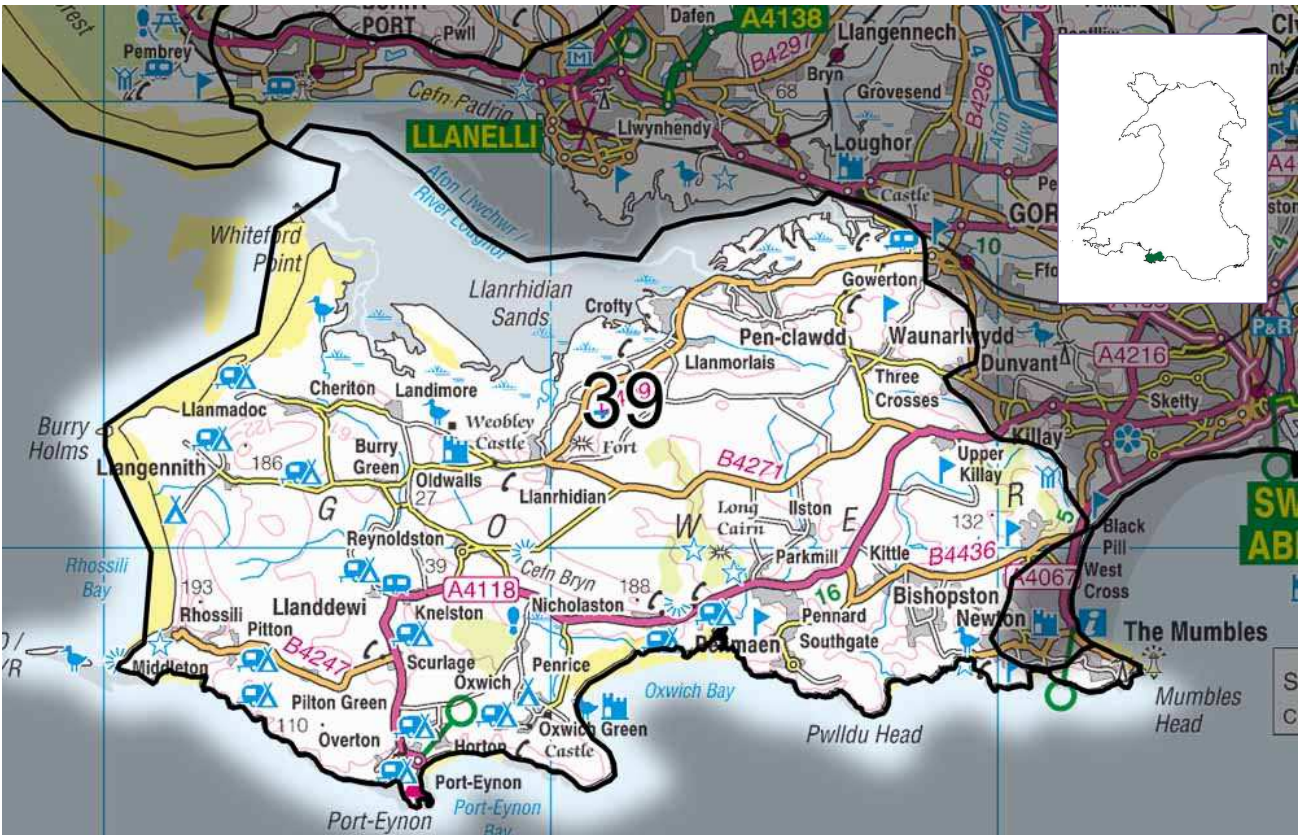 PORT
Pwll
Dafen
A4138
Llangennech
Pembrey
B4297
Bryn
B4296
68
Grovesend
Cefn Padrig
LLANELLI
Llwynhendy
Loughor
Afon
Lliw
Castle
Afon Llwchwr /
River Loughor
GOR
10
Whiteford
Point
Llanrhidian
Sands
Crofty
Gowerton
Pen-clawdd
Waunarlwydd
Dunvant
A4216
P&R
Llanmorlais
Three
Crosses
Sketty
Cheriton
Landimore
39
Llanmadoc
Weobley
Castle
Fort
Burry
Holms
Killay
Llangennith
186
Burry
Green
Oldwalls
27
B4271
Upper
Killay
Llanrhidian
Long
Cairn
Ilston
132
G O W E R
5
SW
AB
Black
Pill
Reynoldston
39
Cefn Bryn
188
Parkmill
Kittle
B4436
A4067
West
Cross
Rhossili
Bay
193
A4118
16
Bishopston
Newton
Rhossili
Llanddewi
Knelston
Nicholaston
Pennard
Southgate
The Mumbles
Pitton
B4247
Penmaen
Middleton
Scurlage
Penrice
Oxwich
Oxwich Bay
Mumbles
Head
Pilton Green
110
Overton
Oxwich Green
Castle
Pwlldu Head
Horton
Port-Eynon
Port-Eynon
Bay
Port-Eynon